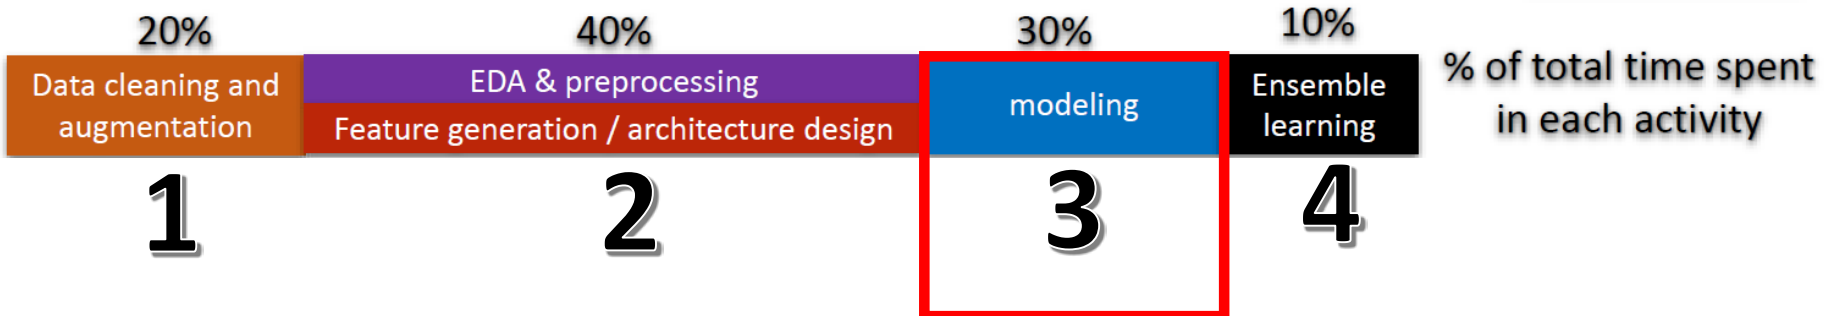 20%
40%
30%
10%
Data cleaning and
augmentation
EDA & preprocessing
Feature generation / architecture design
modeling
Ensemble
learning
% of total time spent
in each activity
1
2
3
4